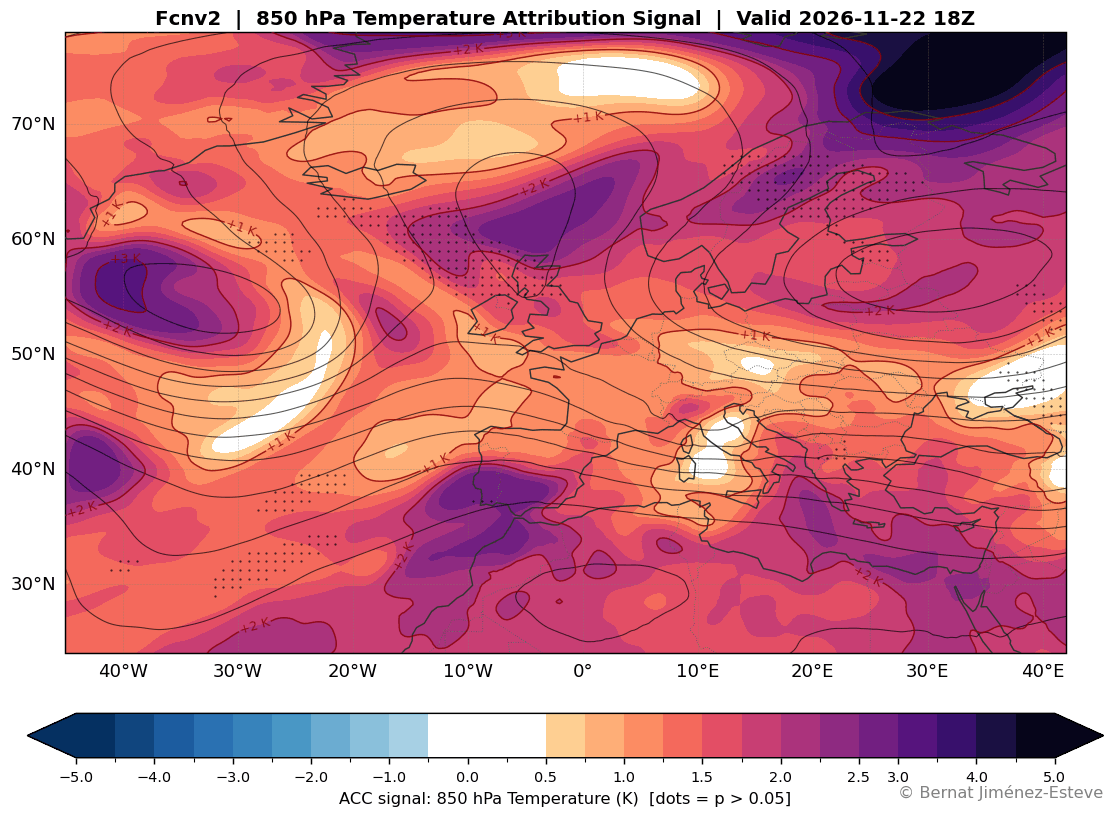 Fcnv2 | 850 hPa Temperature Attribution Signal | Valid 2026-11-22 18Z
+2 K
+1 K
+2 K
+1 K
+1 K
+3 K
+2 K
+2 K
+1 K
+1 K
+1 K
+1 K
+1 K
+2 K
+2 K
+2 K
+2 K
70°N
60°N
50°N
40°N
30°N
40°W
30°W
20°W
10°W
0°
10°E
20°E
30°E
40°E
−5.0
−4.0
−3.0
−2.0
−1.0
0.0
0.5
1.0
1.5
2.0
2.5
3.0
4.0
5.0
ACC signal: 850 hPa Temperature (K) [dots = p > 0.05]
© Bernat Jiménez-Esteve